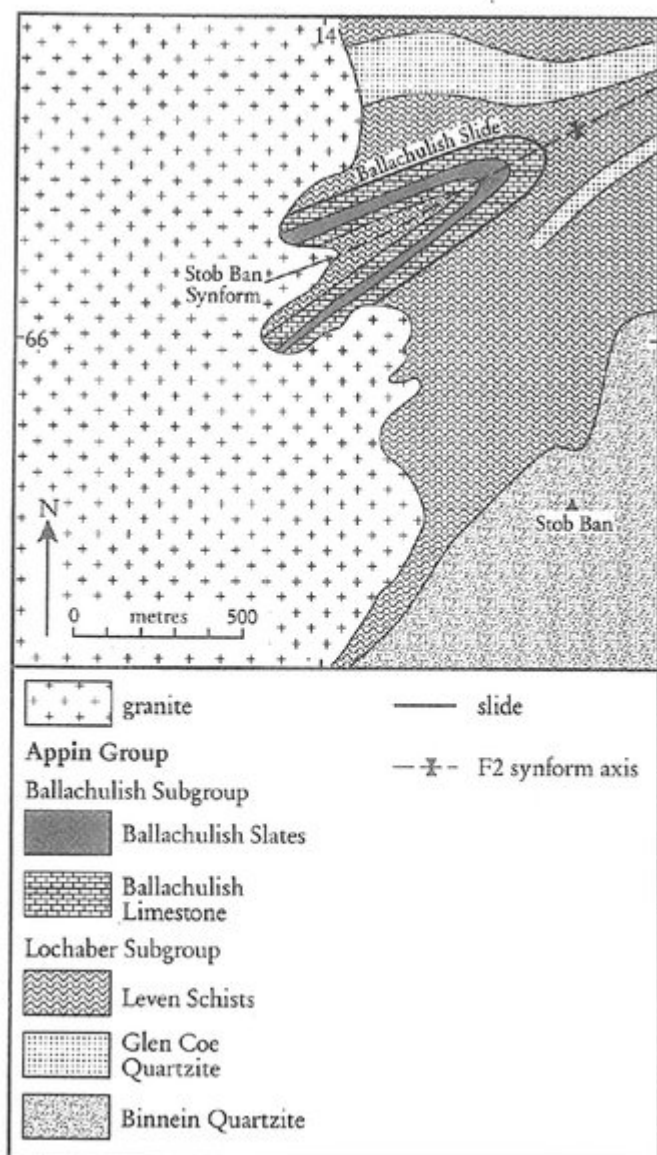 14
Ballachulish Slide
Stob Ban
Synform
66
Stob Ban
N
0 metres 500
granite
slide
Appin Group
F2 synform axis
Ballachulish Subgroup
Ballachulish Slates
Ballachulish
Limestone
Lochaber Subgroup
Leven Schists
Glen Coe
Quartzite
Binnein Quartzite